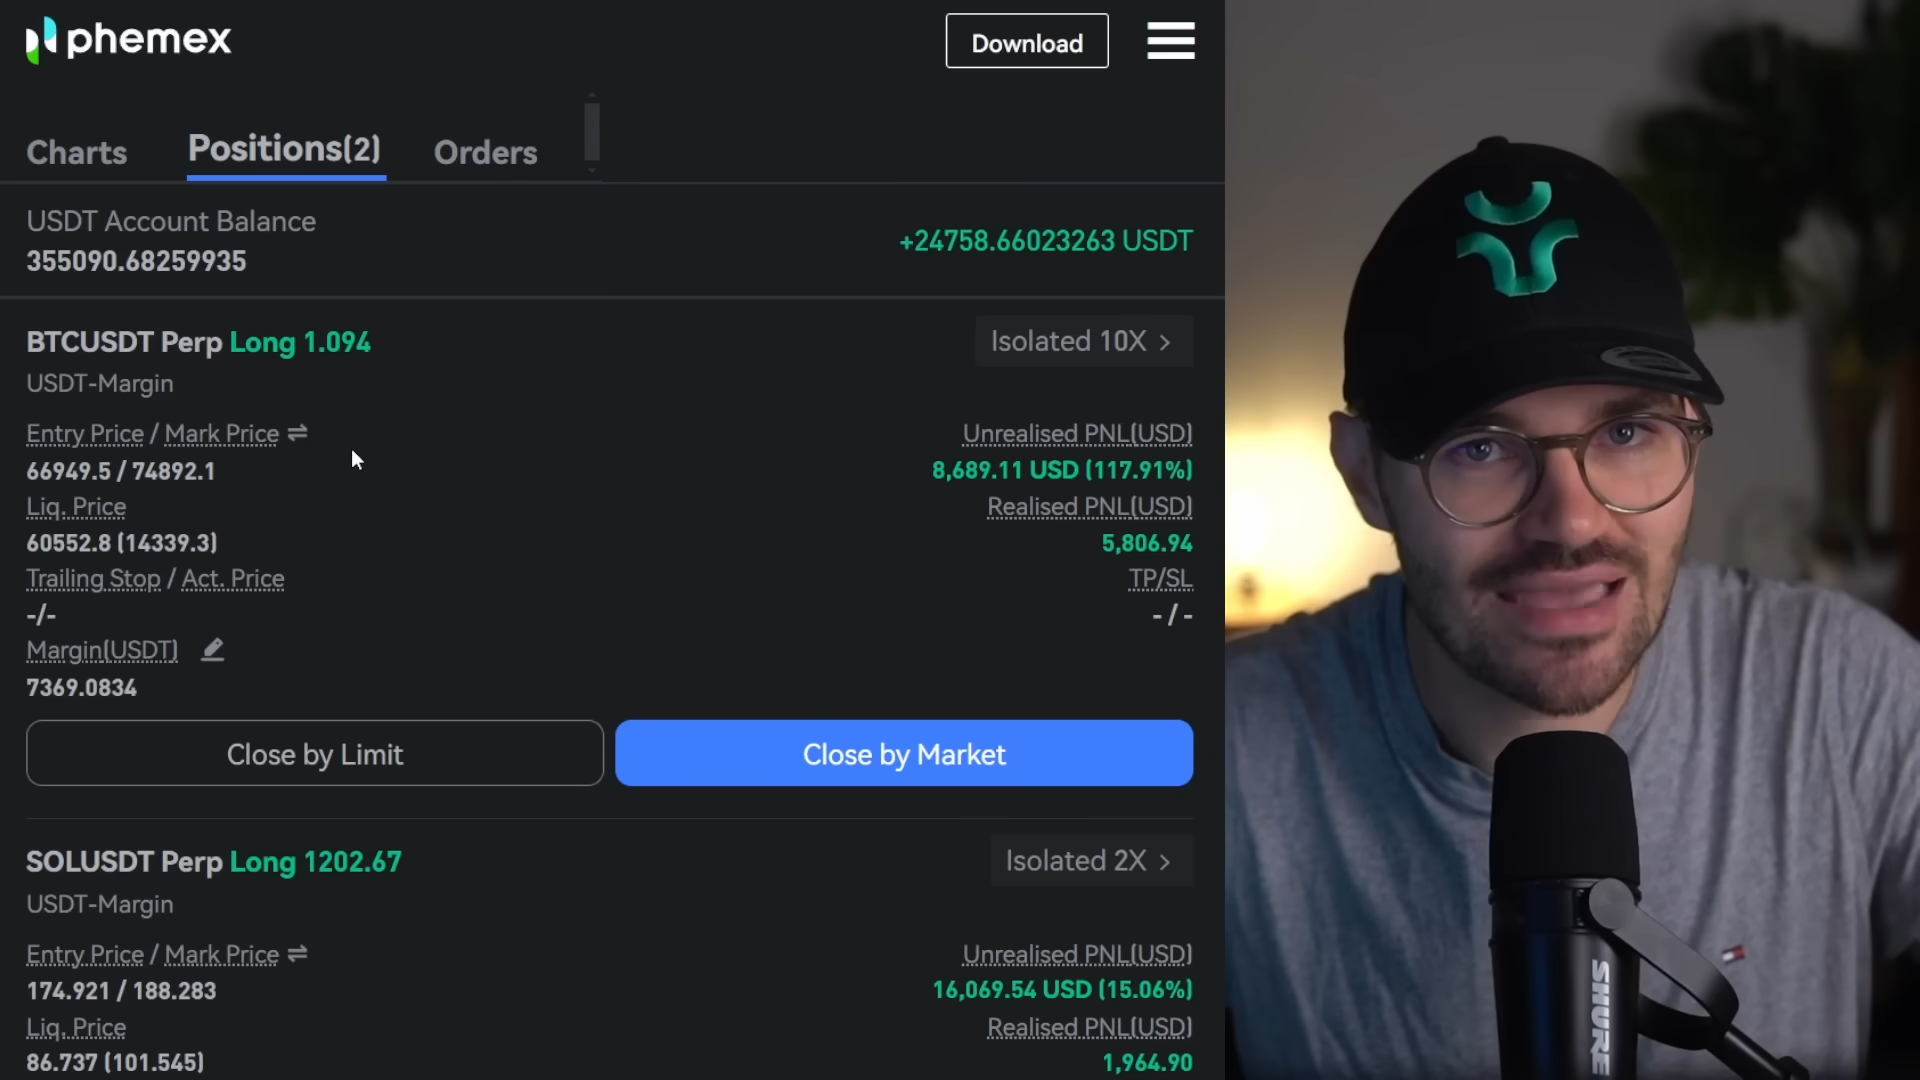 phemex
Download
Charts
Positions(2)
Orders
USDT Account Balance
355090.68259935
+24758.66023263 USDT
BTCUSDT Perp Long 1.094
Isolated 10X >
USDT-Margin
Entry Price / Mark Price ⇌
Unrealised PNL(USD)
66949.5 / 74892.1
8,689.11 USD (117.91%)
Liq. Price
Realised PNL(USD)
60552.8 (14339.3)
5,806.94
Trailing Stop / Act. Price
TP/SL
-/-
- / -
Margin(USDT)
7369.0834
Close by Limit
Close by Market
SOLUSDT Perp Long 1202.67
Isolated 2X >
USDT-Margin
Entry Price / Mark Price ⇌
Unrealised PNL(USD)
174.921 / 188.283
16,069.54 USD (15.06%)
Liq. Price
Realised PNL(USD)
86.737 (101.545)
1,964.90
SHURE